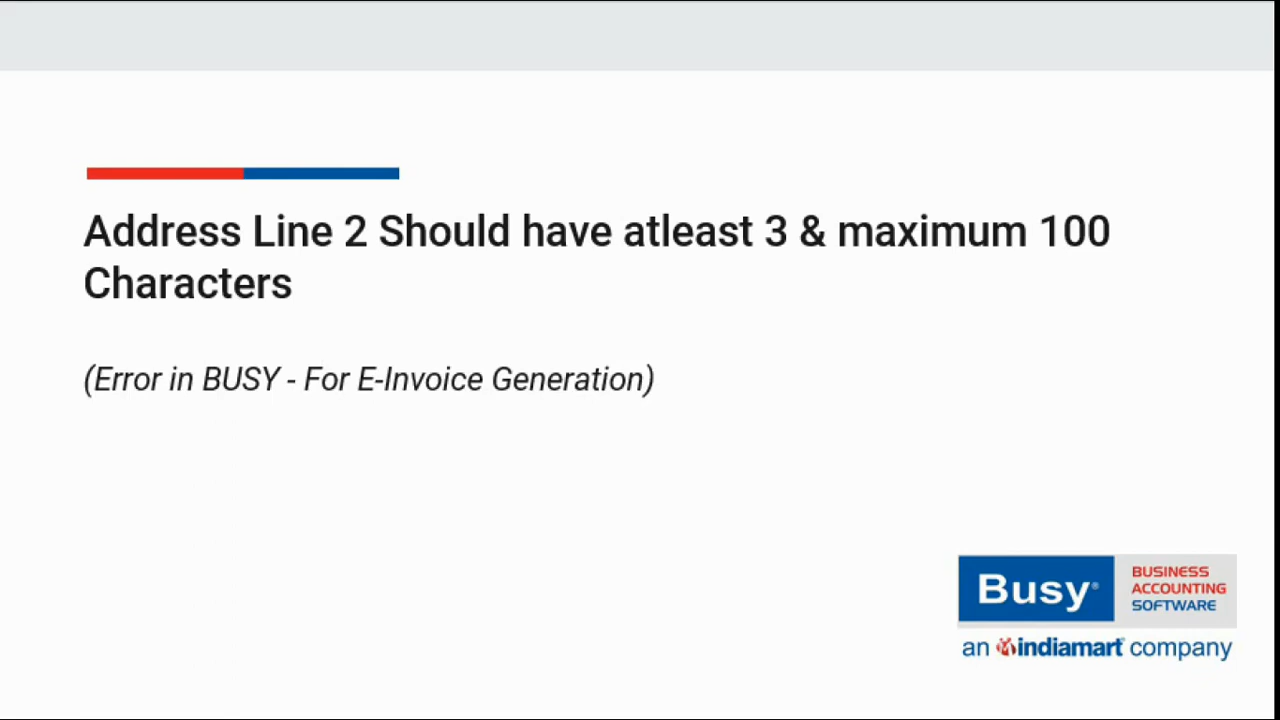 Address Line 2 Should have atleast 3 & maximum 100
Characters
(Error in BUSY - For E-Invoice Generation)
Busy®
BUSINESS
ACCOUNTING
SOFTWARE
an indiamart company